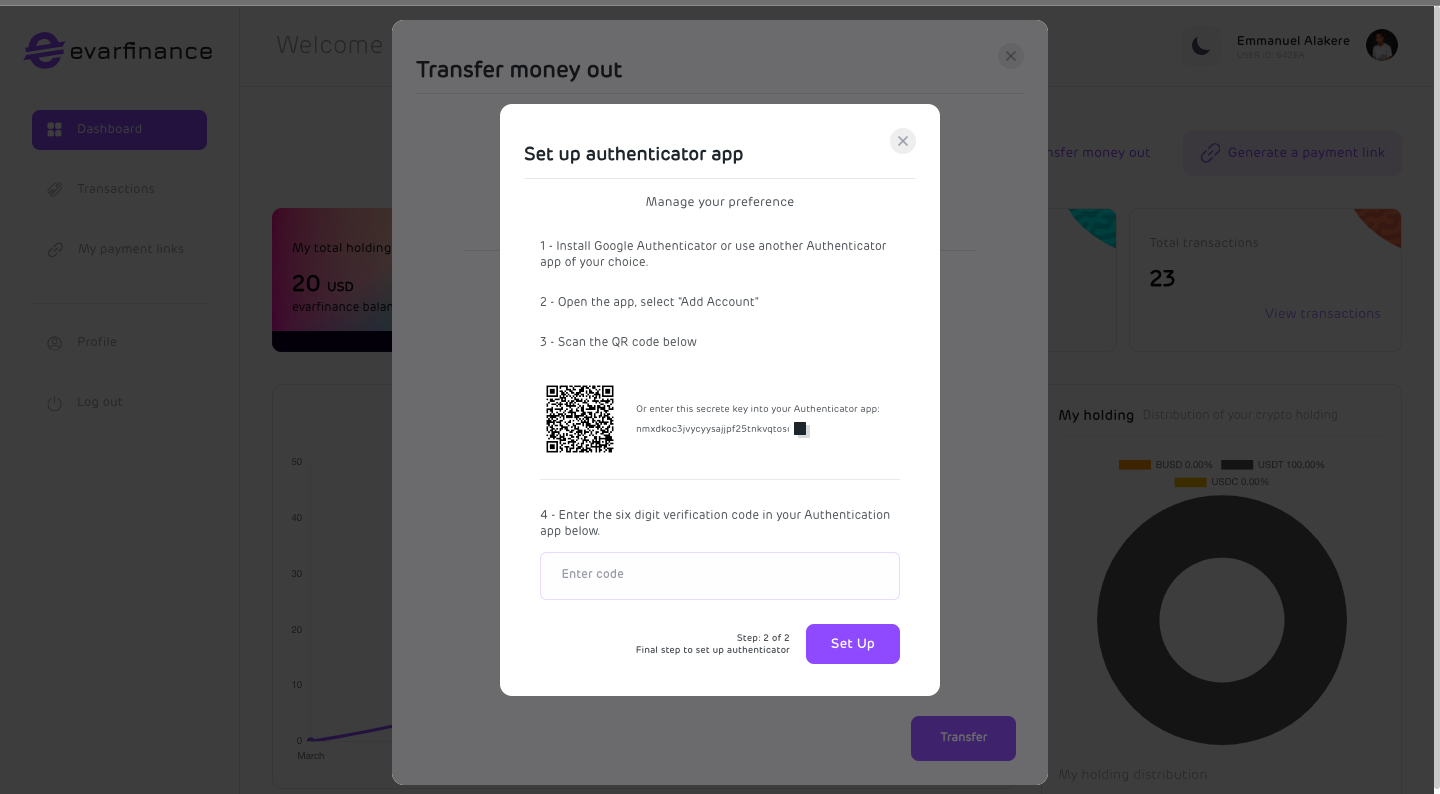 evarfinance
Welcome
Emmanuel Alakere
Dashboard
Transactions
My payment links
Profile
Log out
Transfer money out
nsfer money out
Generate a payment link
My total holding
20 USD
evarfinance balan
Total transactions
23
View transactions
Set up authenticator app
Manage your preference
1 - Install Google Authenticator or use another Authenticator
app of your choice.
2 - Open the app, select "Add Account"
3 - Scan the QR code below
Or enter this secrete key into your Authenticator app:
nmxdkoc3jvycyysajjpf25tnkvqtosi
4 - Enter the six digit verification code in your Authentication
app below.
Enter code
Step: 2 of 2
Final step to set up authenticator
Set Up
Transfer
50
40
30
20
10
0
March
My holding Distribution of your crypto holding
BUSD 0.00% USDT 100.00%
USDC 0.00%
My holding distribution